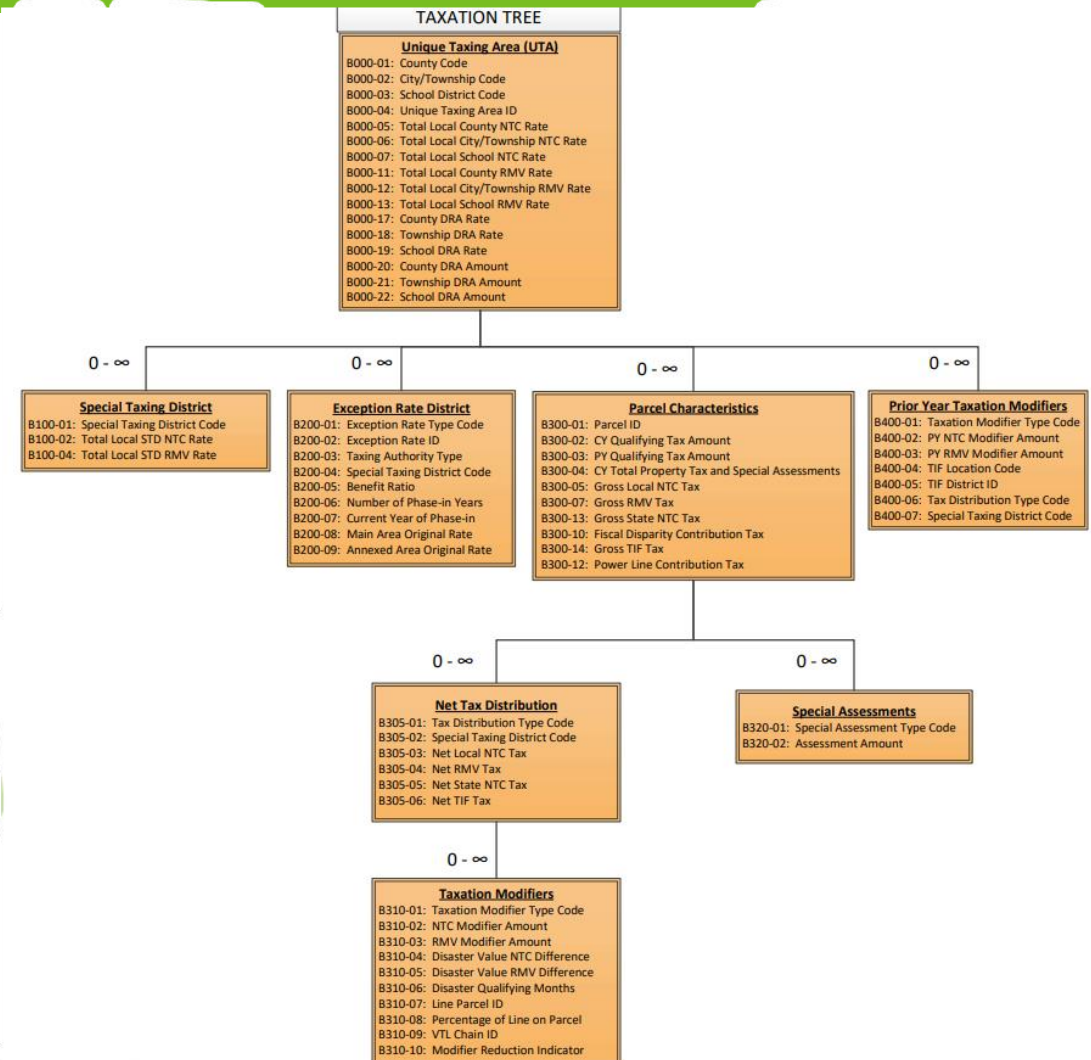 TAXATION TREE
Unique Taxing Area (UTA)
B000-01: County Code
B000-02: City/Township Code
B000-03: School District Code
B000-04: Unique Taxing Area ID
B000-05: Total Local County NTC Rate
B000-06: Total Local City/Township NTC Rate
B000-07: Total Local School NTC Rate
B000-11: Total Local County RMV Rate
B000-12: Total Local City/Township RMV Rate
B000-13: Total Local School RMV Rate
B000-17: County DRA Rate
B000-18: Township DRA Rate
B000-19: School DRA Rate
B000-20: County DRA Amount
B000-21: Township DRA Amount
B000-22: School DRA Amount
0 - ∞
Special Taxing District
B100-01: Special Taxing District Code
B100-02: Total Local STD NTC Rate
B100-04: Total Local STD RMV Rate
0 - ∞
Exception Rate District
B200-01: Exception Rate Type Code
B200-02: Exception Rate ID
B200-03: Taxing Authority Type
B200-04: Special Taxing District Code
B200-05: Benefit Ratio
B200-06: Number of Phase-in Years
B200-07: Current Year of Phase-in
B200-08: Main Area Original Rate
B200-09: Annexed Area Original Rate
0 - ∞
Parcel Characteristics
B300-01: Parcel ID
B300-02: CY Qualifying Tax Amount
B300-03: PY Qualifying Tax Amount
B300-04: CY Total Property Tax and Special Assessments
B300-05: Gross Local NTC Tax
B300-07: Gross RMV Tax
B300-13: Gross State NTC Tax
B300-10: Fiscal Disparity Contribution Tax
B300-14: Gross TIF Tax
B300-12: Power Line Contribution Tax
0 - ∞
Prior Year Taxation Modifiers
B400-01: Taxation Modifier Type Code
B400-02: PY NTC Modifier Amount
B400-03: PY RMV Modifier Amount
B400-04: TIF Location Code
B400-05: TIF District ID
B400-06: Tax Distribution Type Code
B400-07: Special Taxing District Code
0 - ∞
Net Tax Distribution
B305-01: Tax Distribution Type Code
B305-02: Special Taxing District Code
B305-03: Net Local NTC Tax
B305-04: Net RMV Tax
B305-05: Net State NTC Tax
B305-06: Net TIF Tax
0 - ∞
Special Assessments
B320-01: Special Assessment Type Code
B320-02: Assessment Amount
0 - ∞
Taxation Modifiers
B310-01: Taxation Modifier Type Code
B310-02: NTC Modifier Amount
B310-03: RMV Modifier Amount
B310-04: Disaster Value NTC Difference
B310-05: Disaster Value RMV Difference
B310-06: Disaster Qualifying Months
B310-07: Line Parcel ID
B310-08: Percentage of Line on Parcel
B310-09: VTL Chain ID
B310-10: Modifier Reduction Indicator